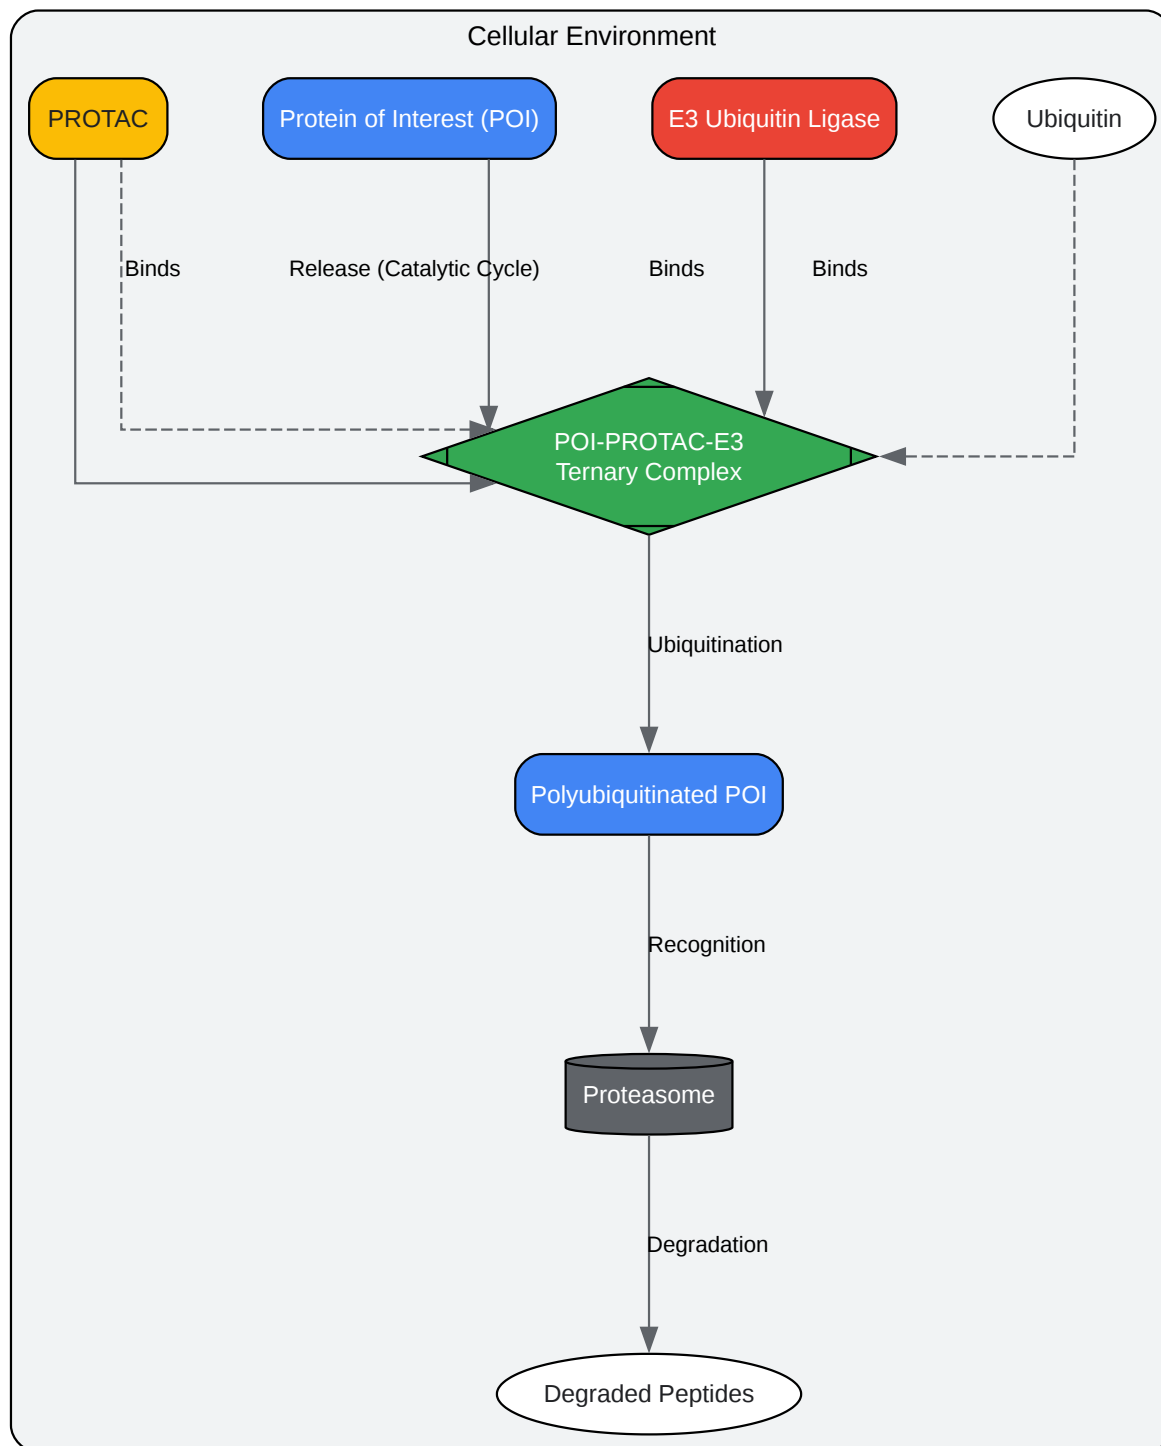 Cellular Environment
PROTAC
Protein of Interest (POI)
E3 Ubiquitin Ligase
Ubiquitin
Binds
Release (Catalytic Cycle)
Binds
Binds
POI-PROTAC-E3
Ternary Complex
Ubiquitination
Polyubiquitinated POI
Recognition
Proteasome
Degradation
Degraded Peptides